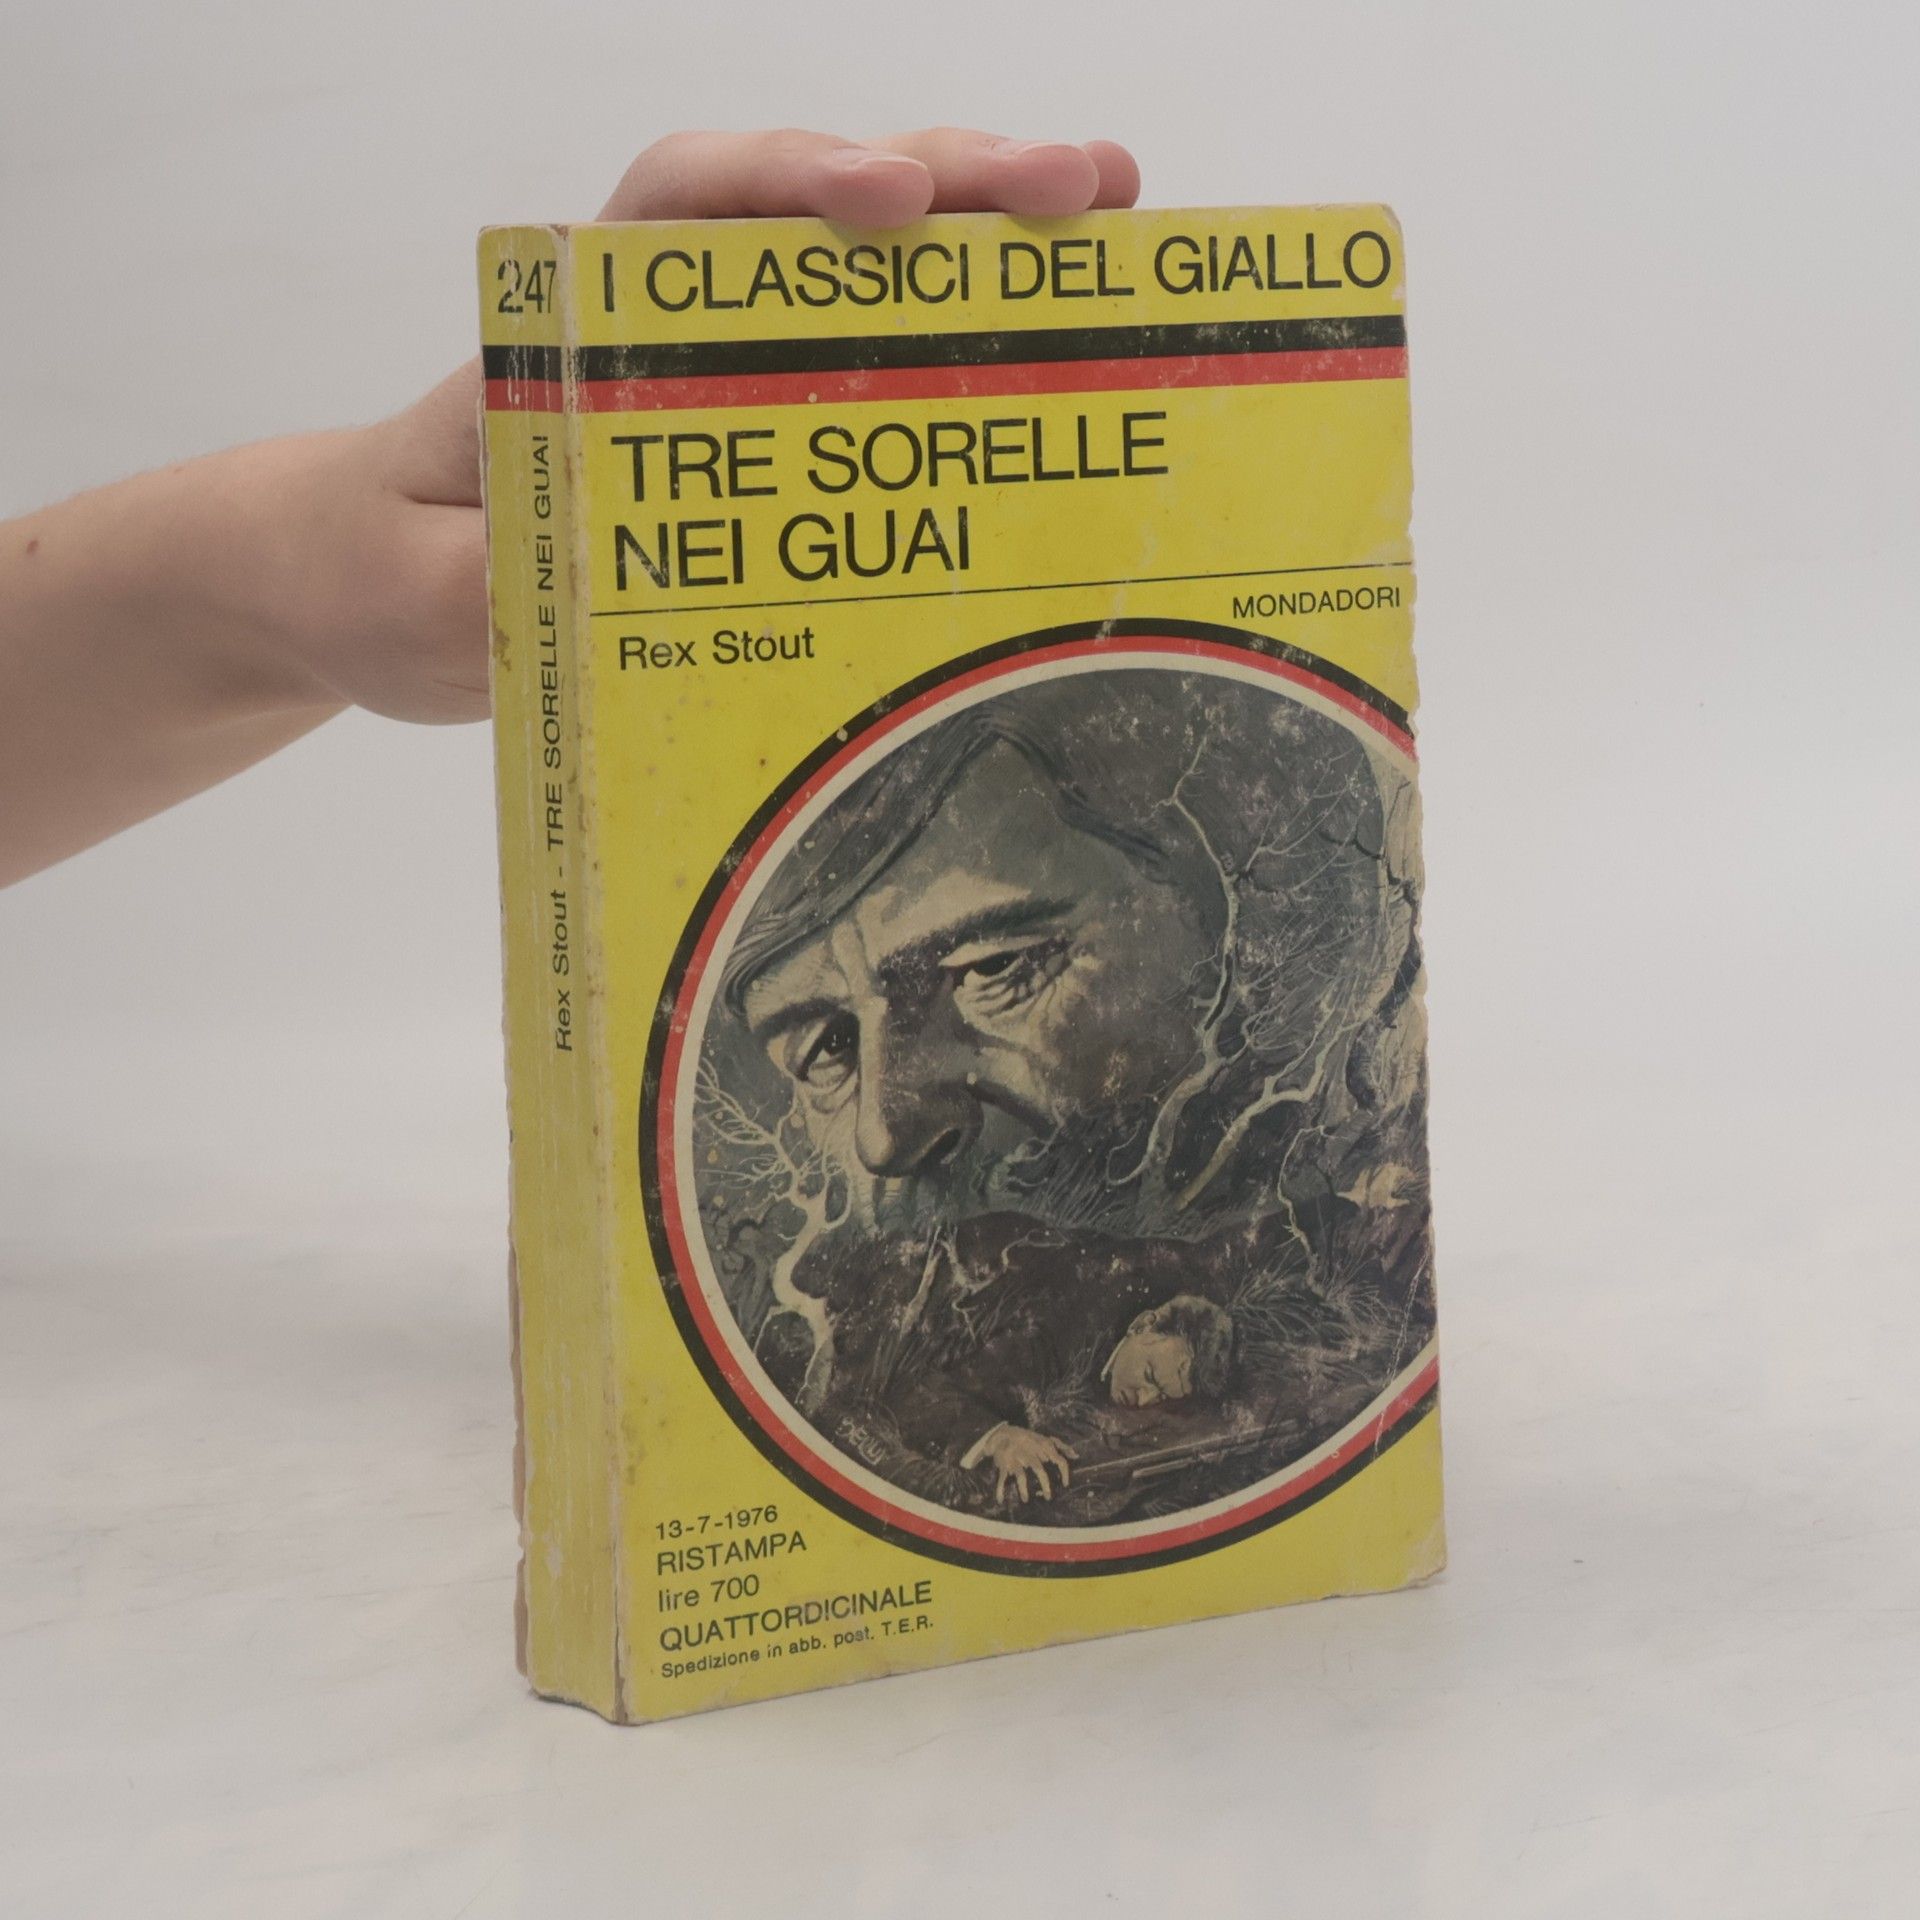 247
Rex Stout - TRE SORELLE NEI GUAI
I CLASSICI DEL GIALLO
TRE SORELLE
NEI GUAI
MONDADORI
Rex Stout
13-7-1976
RISTAMPA
lire 700
QUATTORDICINALE
Spedizione in abb. post. T.E.R.